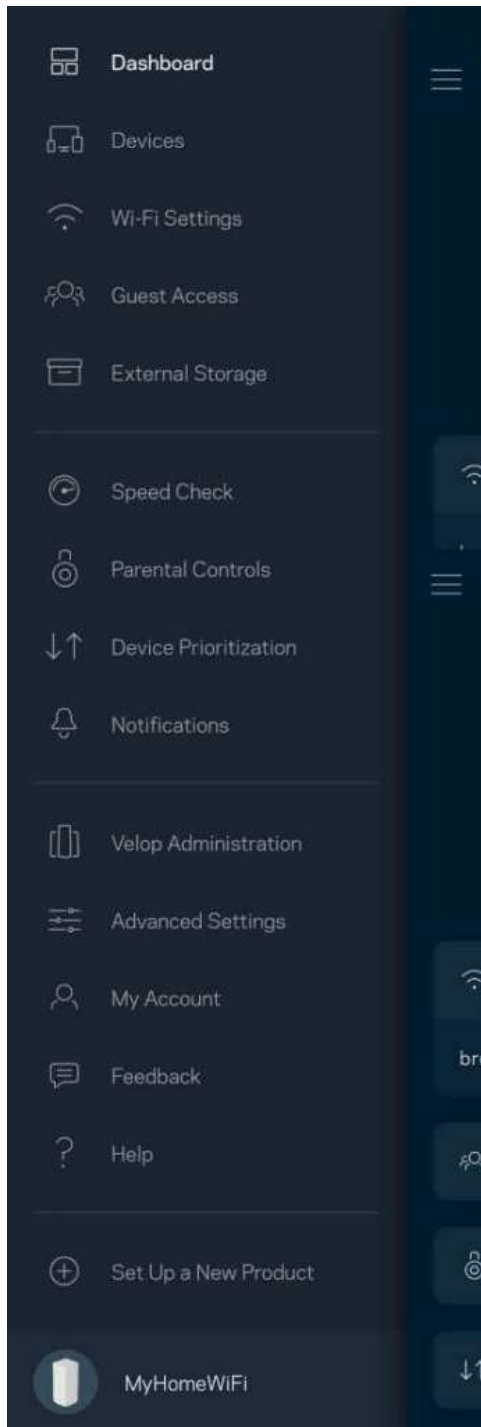 Dashboard
Devices
Wi-Fi Settings
Guest Access
External Storage
Speed Check
Parental Controls
Device Prioritization
Notifications
Velop Administration
Advanced Settings
My Account
Feedback
bre
Help
Set Up a New Product
MyHomeWiFi